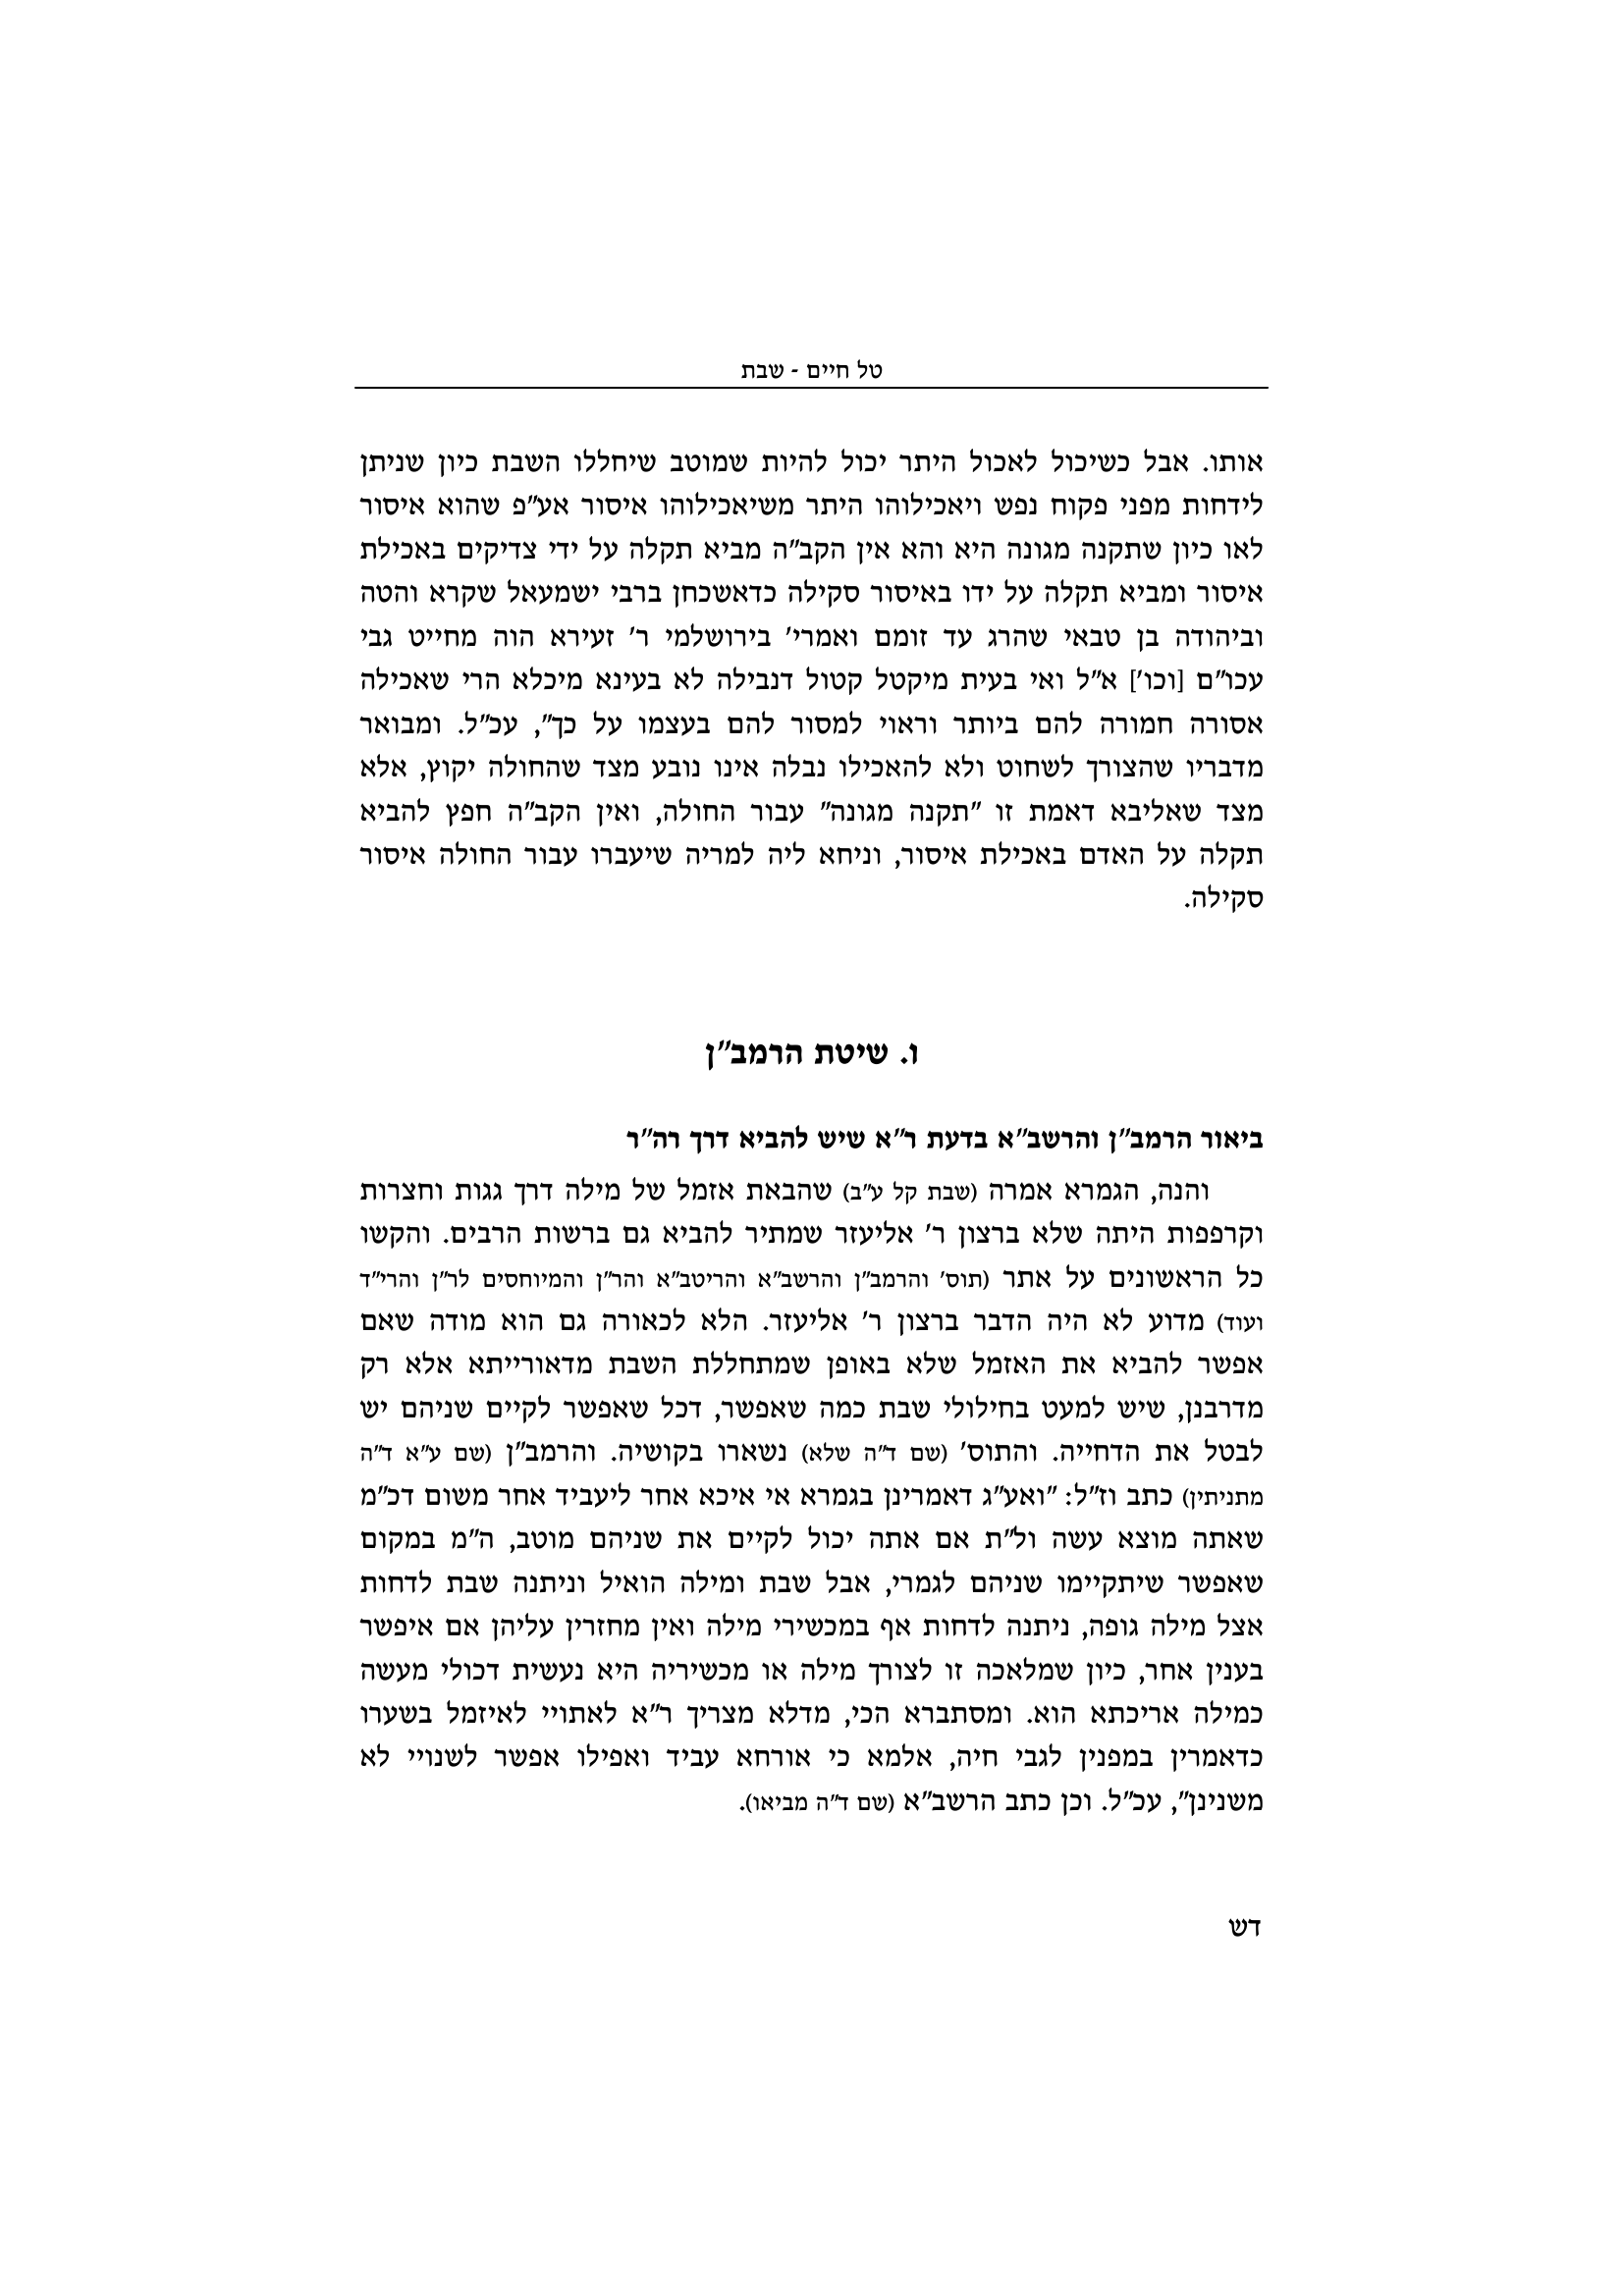 טל חיים - שבת
אותו. אבל כשיכול לאכול היתר יכול להיות שמוטב שיחללו השבת כיון שניתן
לידחות מפני פקוח נפש ויאכילוהו היתר משיאכילוהו איסור אע"פ שהוא איסור
לאו כיון שתקנה מגונה היא והא אין הקב"ה מביא תקלה על ידי צדיקים באכילת
איסור ומביא תקלה על ידו באיסור סקילה כדאשכחן ברבי ישמעאל שקרא והטה
וביהודה בן טבאי שהרג עד זומם ואמרי' בירושלמי ר' זעירא הוה מחייט גבי
עכו"ם [וכו'] א"ל ואי בעית מיקטל קטול דנבילה לא בעינא מיכלא הרי שאכילה
אסורה חמורה להם ביותר וראוי למסור להם בעצמו על כך", עכ"ל. ומבואר
מדבריו שהצורך לשחוט ולא להאכילו נבלה אינו נובע מצד שהחולה יקוץ, אלא
מצד שאליבא דאמת זו "תקנה מגונה" עבור החולה, ואין הקב"ה חפץ להביא
תקלה על האדם באכילת איסור, וניחא ליה למריה שיעברו עבור החולה איסור
סקילה.
ו. שיטת הרמב"ן
ביאור הרמב"ן והרשב"א בדעת ר"א שיש להביא דרך רה"ר
והנה, הגמרא אמרה (שבת קל ע"ב) שהבאת אזמל של מילה דרך גגות וחצרות
וקרפפות היתה שלא ברצון ר' אליעזר שמתיר להביא גם ברשות הרבים. והקשו
כל הראשונים על אתר (תוס' והרמב"ן והרשב"א והריטב"א והר"ן והמיוחסים לר"ן והרי"ד
ועוד) מדוע לא היה הדבר ברצון ר' אליעזר. הלא לכאורה גם הוא מודה שאם
אפשר להביא את האזמל שלא באופן שמתחללת השבת מדאורייתא אלא רק
מדרבנן, שיש למעט בחילולי שבת כמה שאפשר, דכל שאפשר לקיים שניהם יש
לבטל את הדחייה. והתוס' (שם ד"ה שלא) נשארו בקושיה. והרמב"ן (שם ע"א ד"ה
מתניתין) כתב וז"ל: "ואע"ג דאמרינן בגמרא אי איכא אחר ליעביד אחר משום דכ"מ
שאתה מוצא עשה ול"ת אם אתה יכול לקיים את שניהם מוטב, ה"מ במקום
שאפשר שיתקיימו שניהם לגמרי, אבל שבת ומילה הואיל וניתנה שבת לדחות
אצל מילה גופה, ניתנה לדחות אף במכשירי מילה ואין מחזרין עליהן אם איפשר
בענין אחר, כיון שמלאכה זו לצורך מילה או מכשיריה היא נעשית דכולי מעשה
כמילה אריכתא הוא. ומסתברא הכי, מדלא מצריך ר"א לאתויי לאיזמל בשערו
כדאמרין במפנין לגבי חיה, אלמא כי אורחא עביד ואפילו אפשר לשנויי לא
משנינן", עכ"ל. וכן כתב הרשב"א (שם ד"ה מביאו).
דש